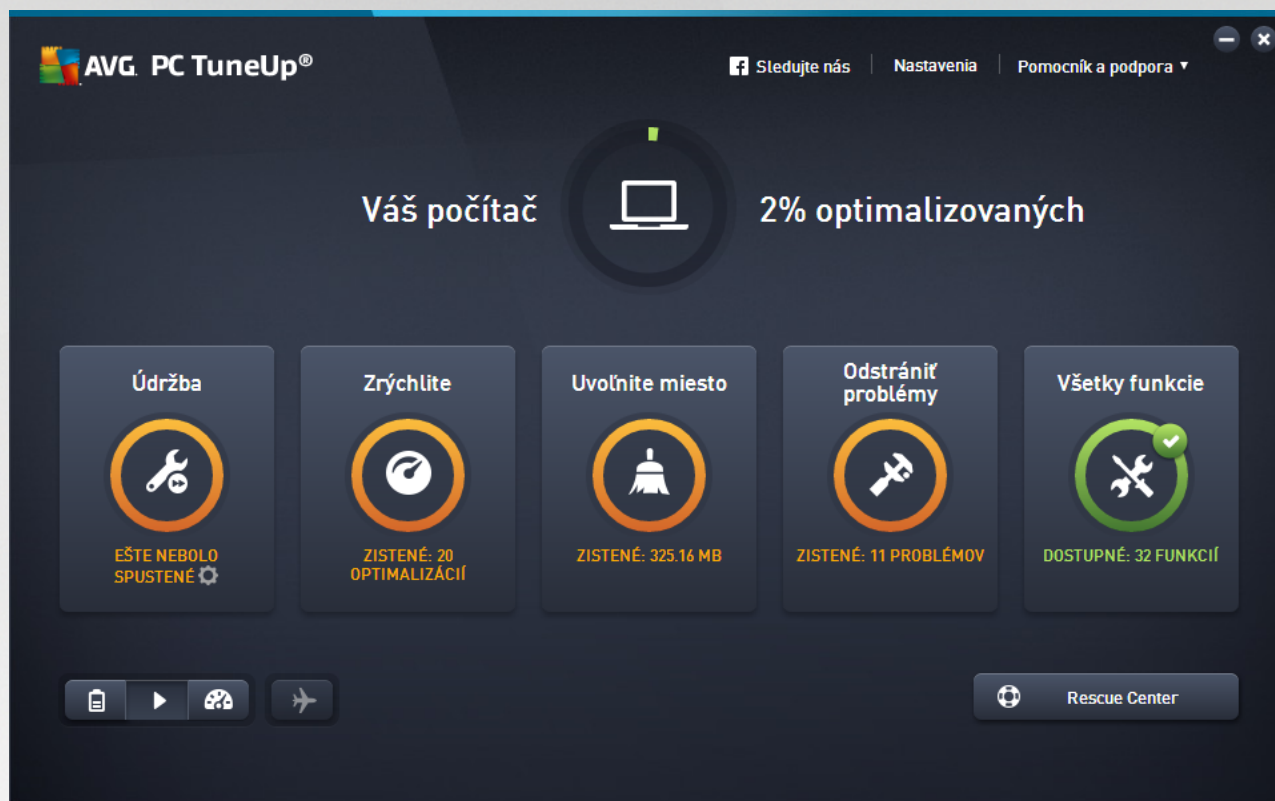 AVG. PC TuneUp®
Sledujte nás
Nastavenia
Pomocník a podpora
Váš počítač
2% optimalizovaných
Údržba
EŠTE NEBOLO
SPUSTENÉ
Zrýchlite
ZISTENÉ: 20
OPTIMALIZÁCIÍ
Uvoľnite miesto
ZISTENÉ: 325.16 MB
Odstrániť
problémy
ZISTENÉ: 11 PROBLÉMOV
Všetky funkcie
DOSTUPNÉ: 32 FUNKCIÍ
Rescue Center